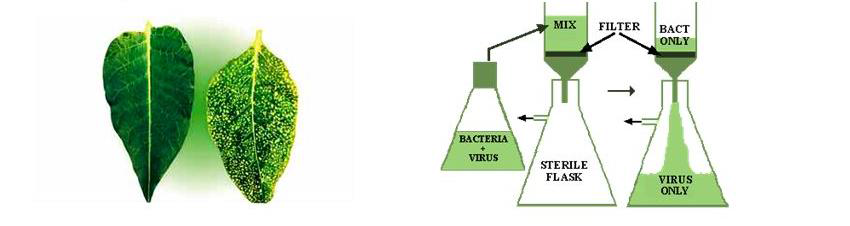 MIX
FILTER
BACT
ONLY
BACTERIA
+
VIRUS
STERILE
FLASK
VIRUS
ONLY